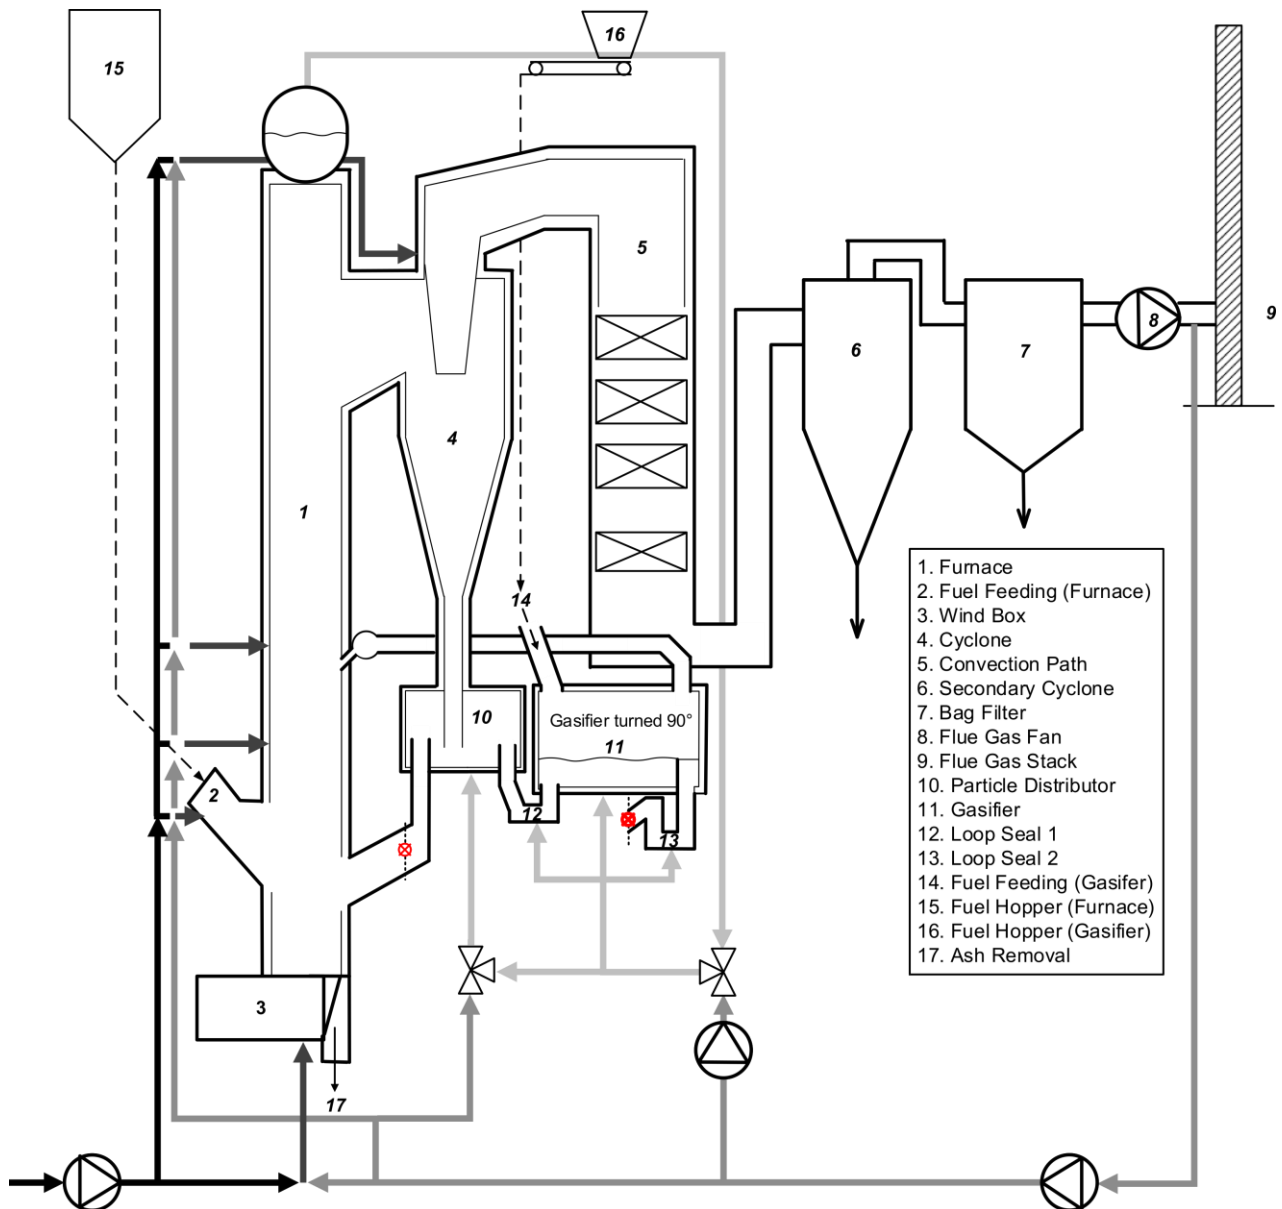 16
15
5
9
8
6
7
4
1
1. Furnace
2. Fuel Feeding (Furnace)
3. Wind Box
4. Cyclone
5. Convection Path
6. Secondary Cyclone
7. Bag Filter
8. Flue Gas Fan
9. Flue Gas Stack
10. Particle Distributor
11. Gasifier
12. Loop Seal 1
13. Loop Seal 2
14. Fuel Feeding (Gasifer)
15. Fuel Hopper (Furnace)
16. Fuel Hopper (Gasifier)
17. Ash Removal
14
10
Gasifier turned 90°
11
2
12
13
3
17